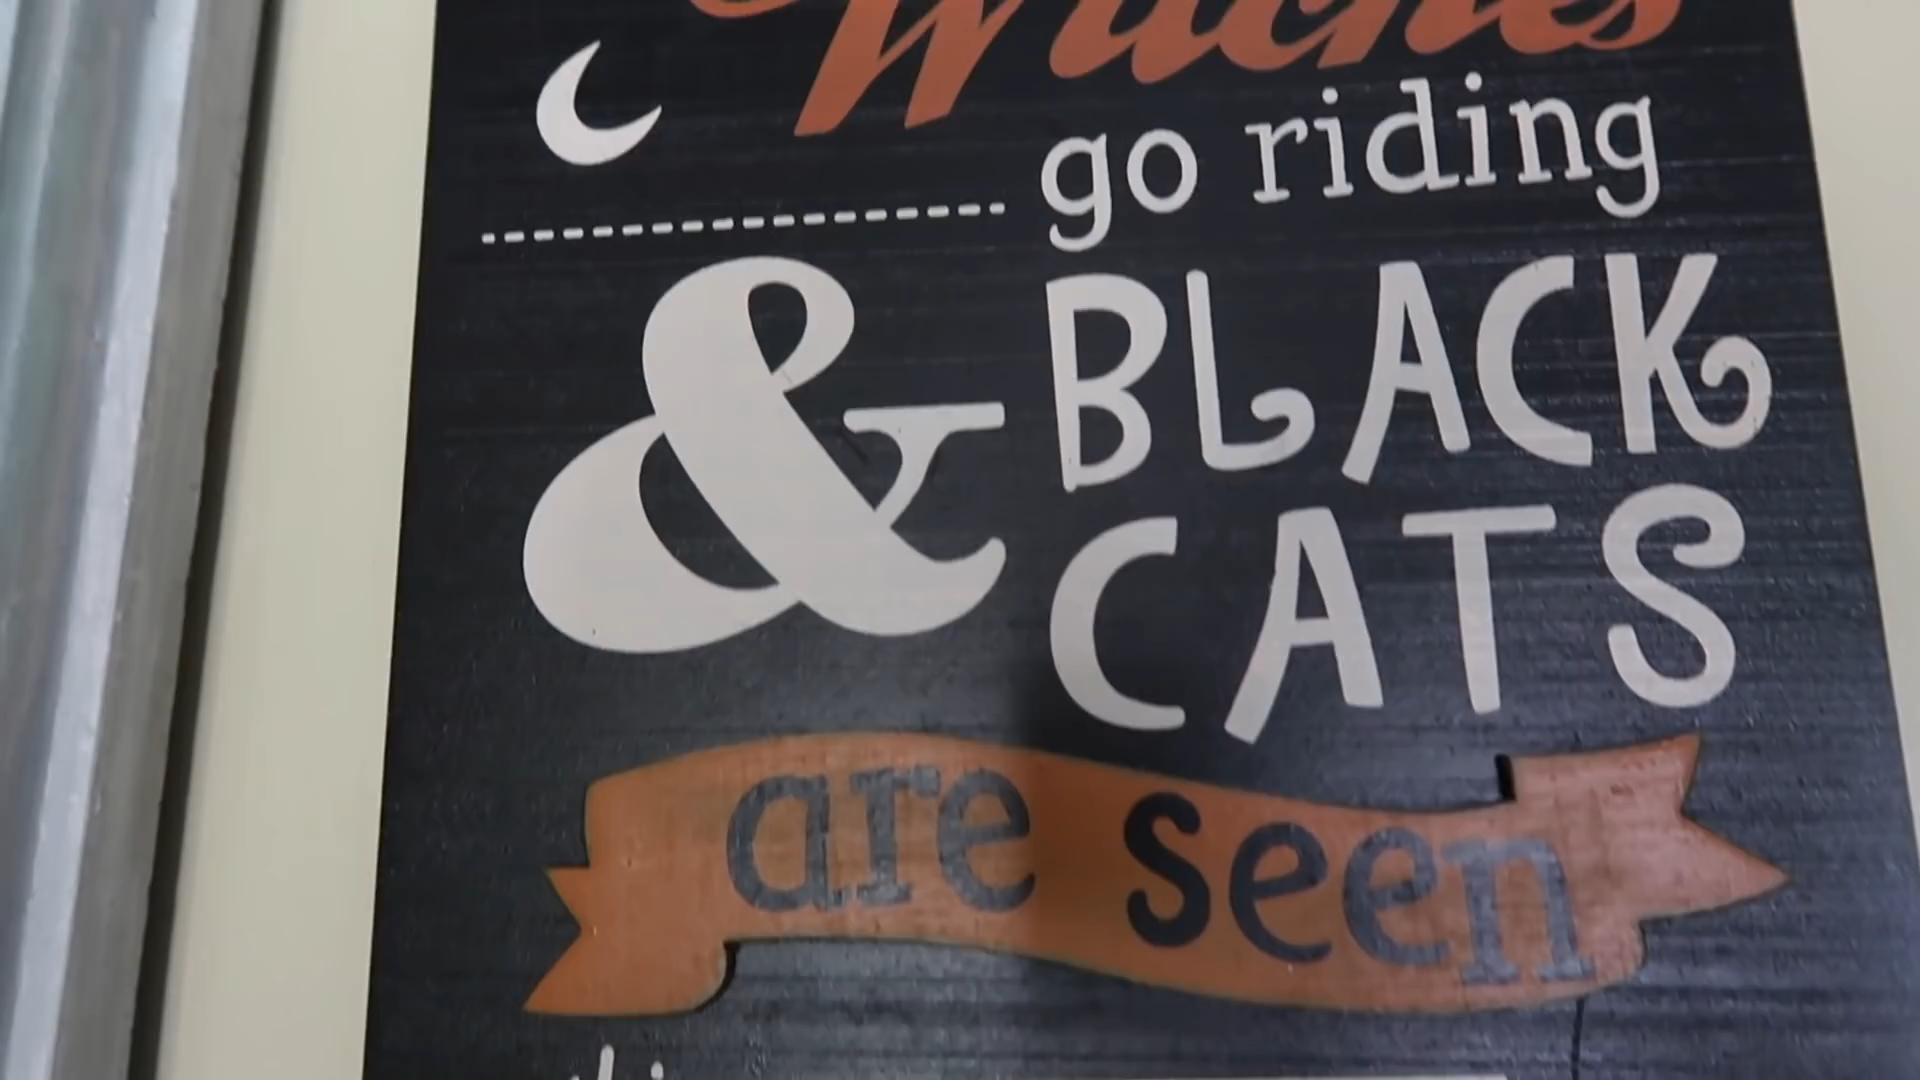 Witches
go riding
& BLACK
CATS
are seen